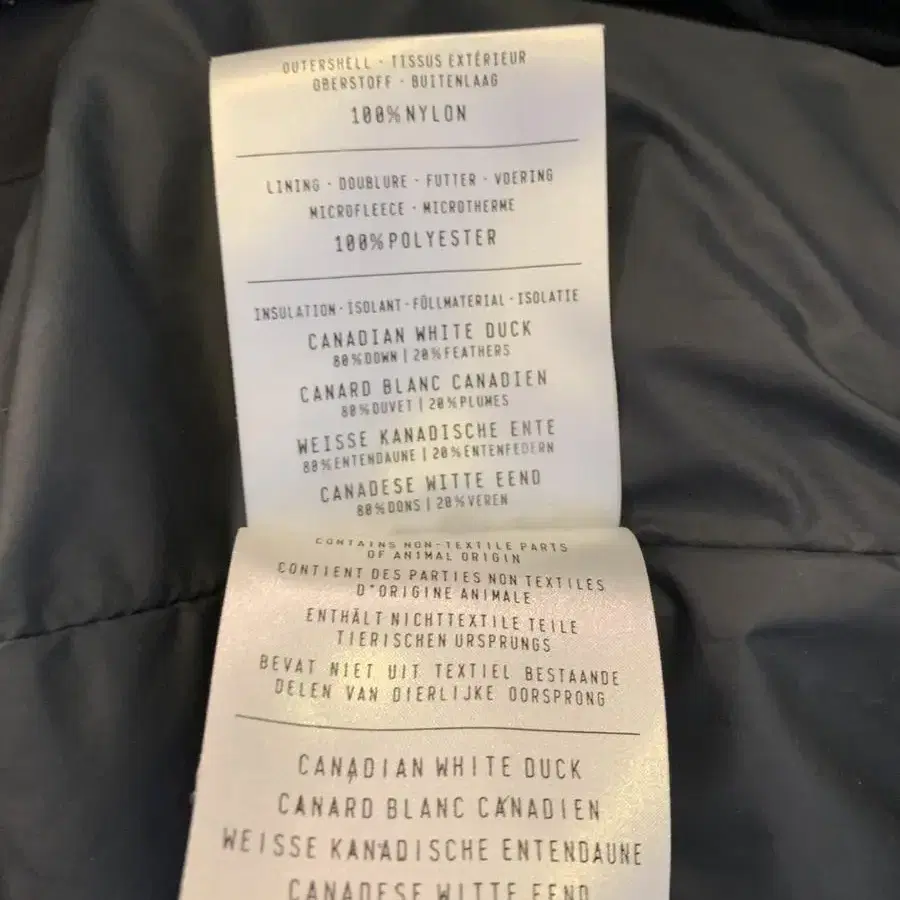 OUTERSHELL · TISSUS EXTÉRIEUR
OBERSTOFF · BUITENLAAG
100% NYLON
LINING · DOUBLURE · FUTTER · VOERING
MICROFLEECE · MICROTHERME
100% POLYESTER
INSULATION · ISOLANT · FÜLLMATERIAL · ISOLATIE
CANADIAN WHITE DUCK
80% DOWN | 20% FEATHERS
CANARD BLANC CANADIEN
80% DUVET | 20% PLUMES
WEISSE KANADISCHE ENTE
80% ENTENDAUNE | 20% ENTENFEDERN
CANADESE WITTE EEND
80% DONS | 20% VEREN
CONTAINS NON-TEXTILE PARTS
OF ANIMAL ORIGIN
CONTIENT DES PARTIES NON TEXTILES
D'ORIGINE ANIMALE
ENTHÄLT NICHTTEXTILE TEILE
TIERISCHEN URSPRUNGS
BEVAT NIET UIT TEXTIEL BESTAANDE
DELEN VAN DIERLIJKE OORSPRONG
CANADIAN WHITE DUCK
CANARD BLANC CANADIEN
WEISSE KANADISCHE ENTENDAUNE
CANADESE WITTE EEND